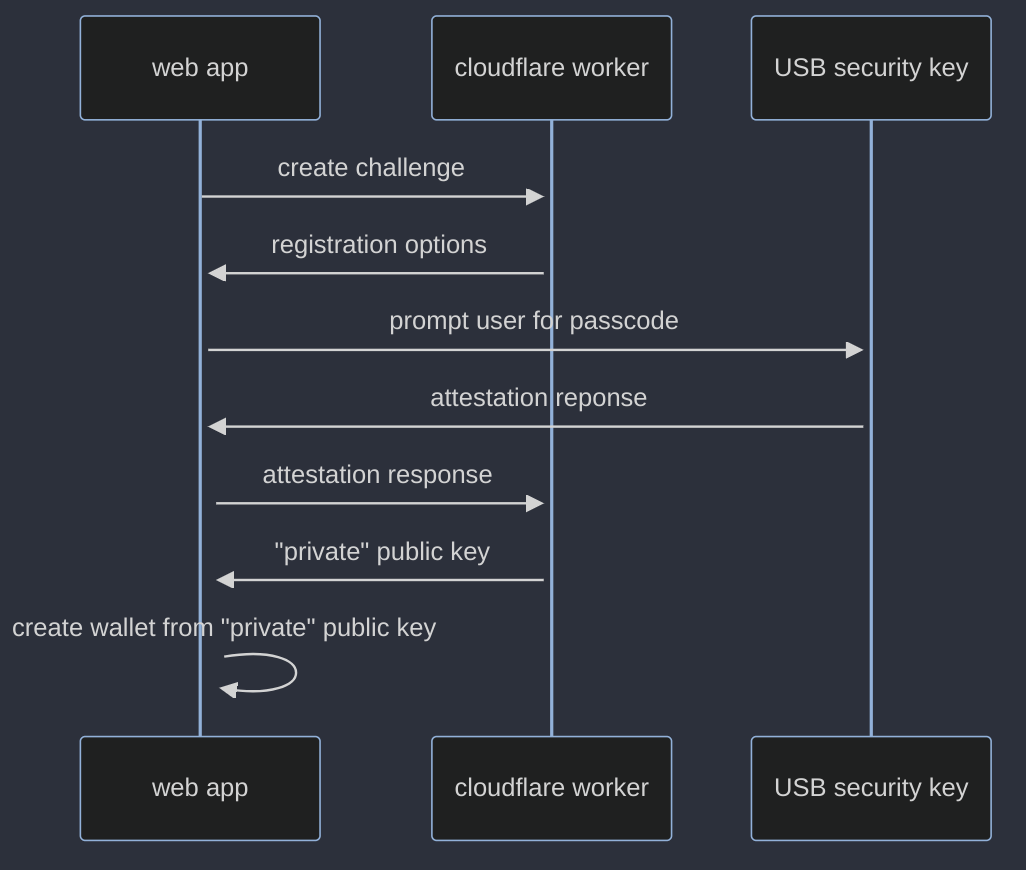 web app
cloudflare worker
USB security key
create challenge
registration options
prompt user for passcode
attestation reponse
attestation response
"private" public key
create wallet from "private" public key
web app
cloudflare worker
USB security key